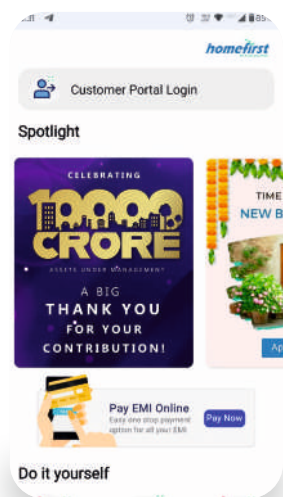 homefirst
Customer Portal Login
Spotlight
CELEBRATING
10000
CRORE
ASSETS UNDER MANAGEMENT
A BIG
THANK YOU
FOR YOUR
CONTRIBUTION!
TIME
NEW B
Ap
Pay EMI Online
Easy one stop payment
option for all your EMI
Pay Now
Do it yourself